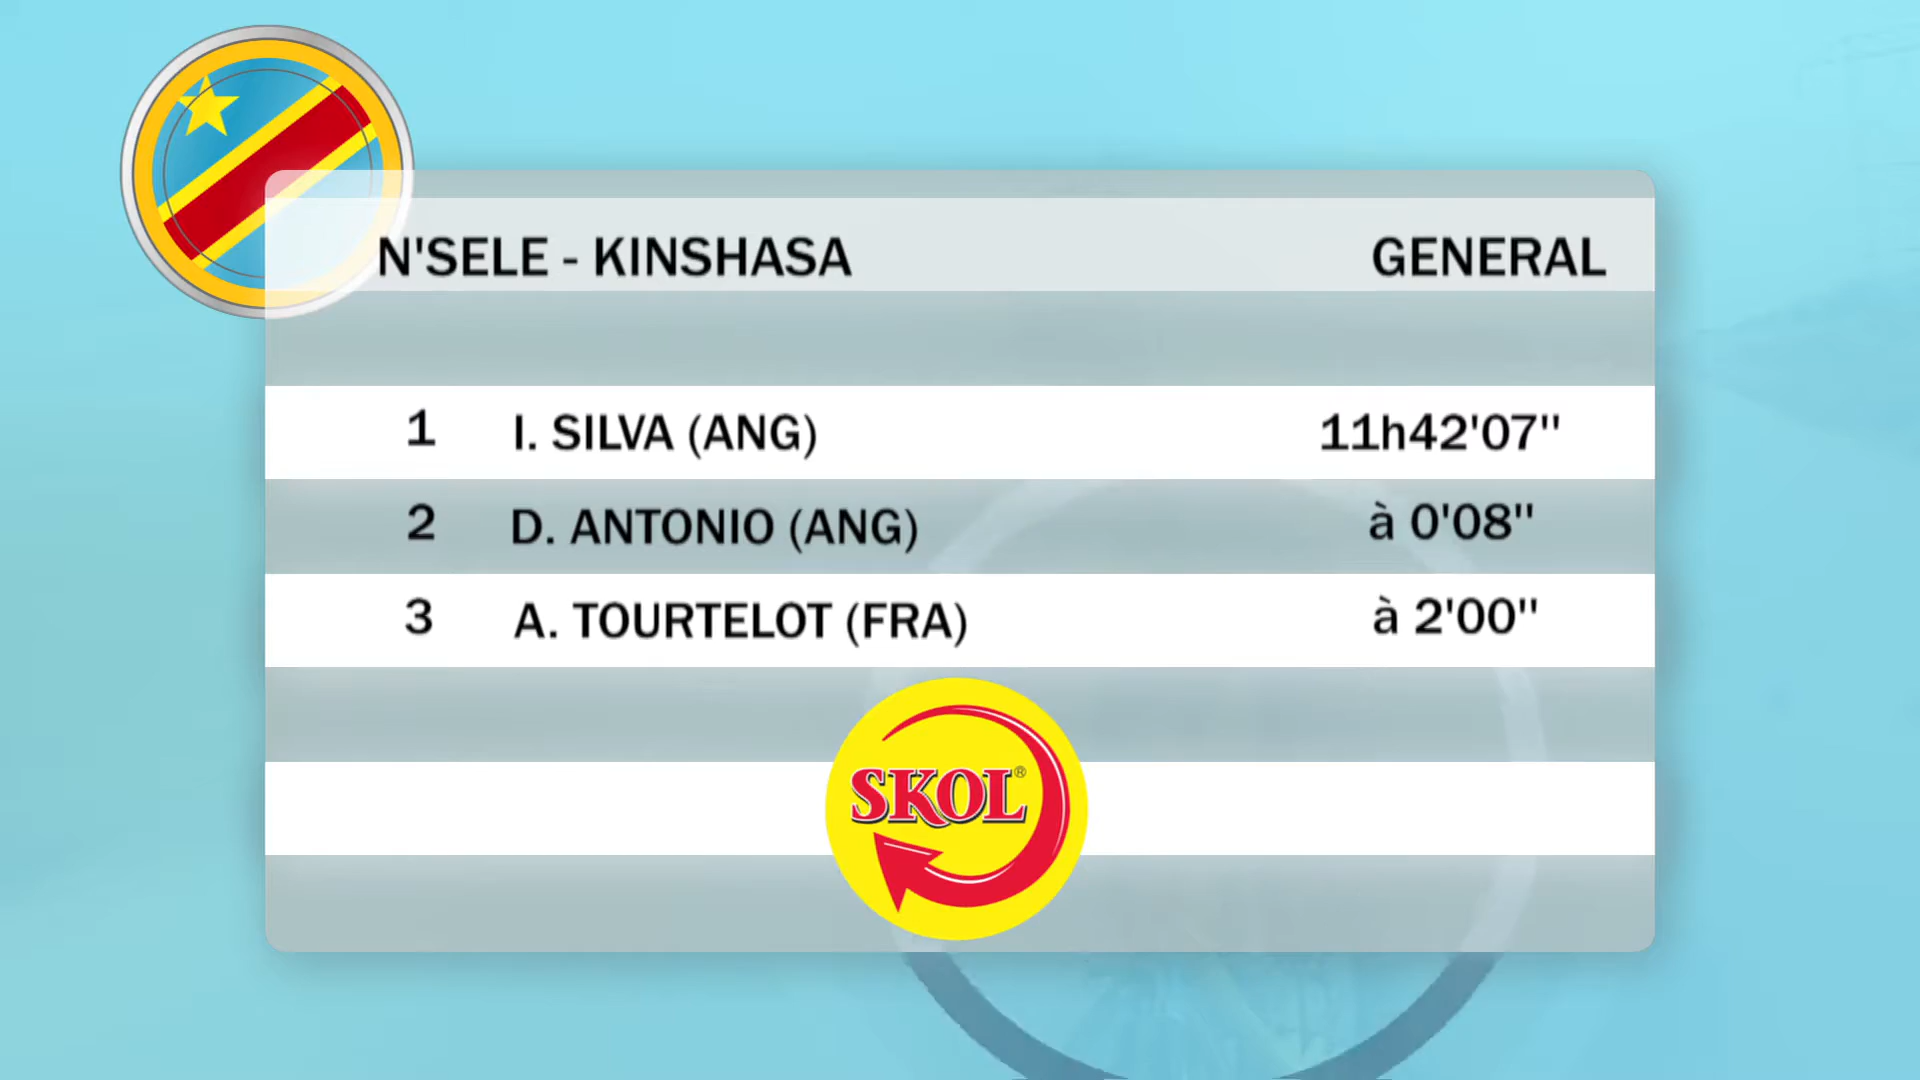 N'SELE - KINSHASA GENERAL
1 I. SILVA (ANG) 11h42'07"
2 D. ANTONIO (ANG) à 0'08"
3 A. TOURTELOT (FRA) à 2'00"
SKOL®